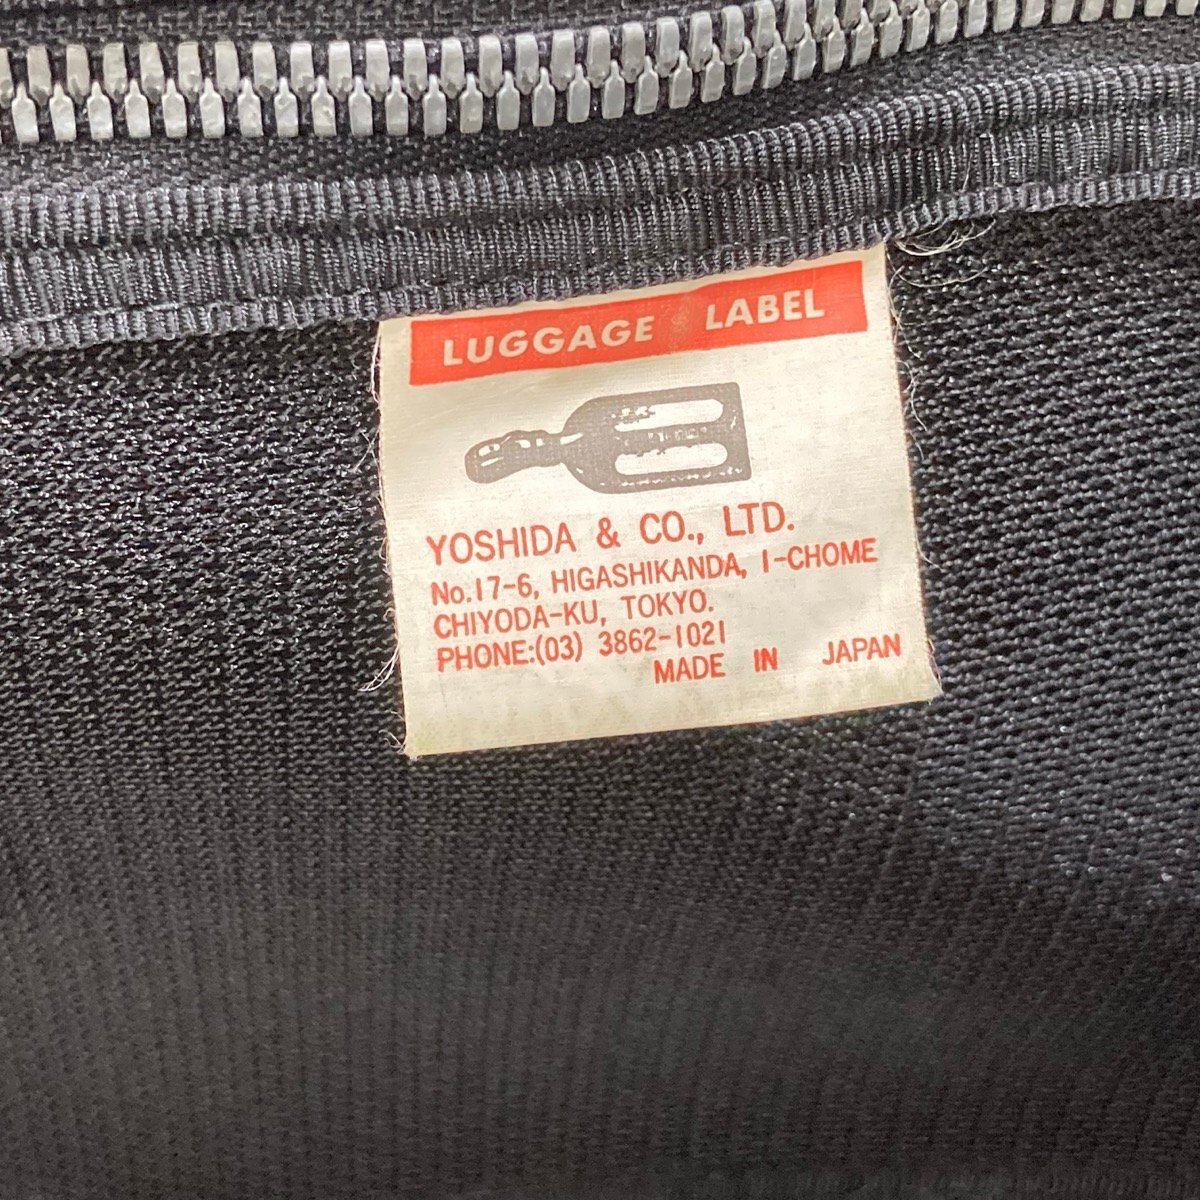 LUGGAGE LABEL
YOSHIDA & CO., LTD.
No.17-6, HIGASHIKANDA, 1-CHOME
CHIYODA-KU, TOKYO.
PHONE:(03) 3862-1021
MADE IN JAPAN